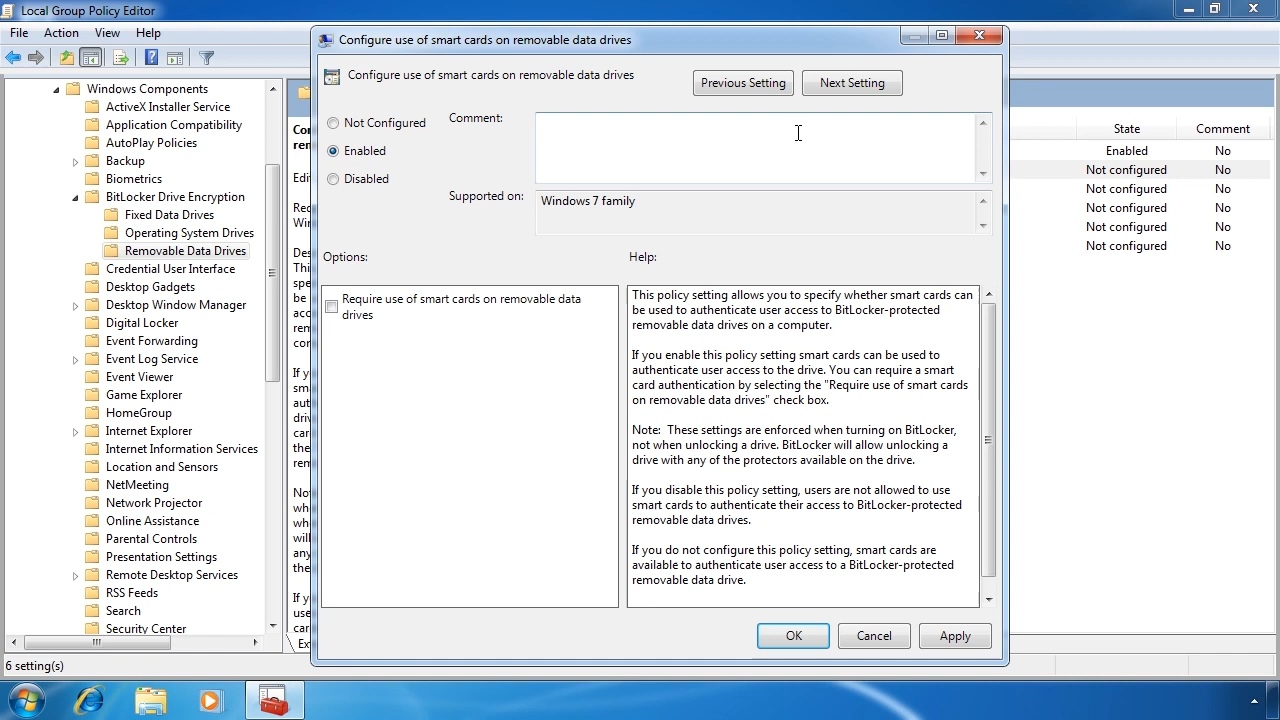 Local Group Policy Editor
File Action View Help
Windows Components
ActiveX Installer Service
Application Compatibility
AutoPlay Policies
Backup
Biometrics
BitLocker Drive Encryption
Fixed Data Drives
Operating System Drives
Removable Data Drives
Credential User Interface
Desktop Gadgets
Desktop Window Manager
Digital Locker
Event Forwarding
Event Log Service
Event Viewer
Game Explorer
HomeGroup
Internet Explorer
Internet Information Services
Location and Sensors
NetMeeting
Network Projector
Online Assistance
Parental Controls
Presentation Settings
Remote Desktop Services
RSS Feeds
Search
Security Center
6 setting(s)
Configure use of smart cards on removable data drives
Configure use of smart cards on removable data drives
Previous Setting
Next Setting
Not Configured
Enabled
Disabled
Comment:
Supported on:
Windows 7 family
Options:
Help:
Require use of smart cards on removable data
drives
This policy setting allows you to specify whether smart cards can
be used to authenticate user access to BitLocker-protected
removable data drives on a computer.
If you enable this policy setting smart cards can be used to
authenticate user access to the drive. You can require a smart
card authentication by selecting the "Require use of smart cards
on removable data drives" check box.
Note: These settings are enforced when turning on BitLocker,
not when unlocking a drive. BitLocker will allow unlocking a
drive with any of the protectors available on the drive.
If you disable this policy setting, users are not allowed to use
smart cards to authenticate their access to BitLocker-protected
removable data drives.
If you do not configure this policy setting, smart cards are
available to authenticate user access to a BitLocker-protected
removable data drive.
OK
Cancel
Apply
State Comment
Enabled No
Not configured No
Not configured No
Not configured No
Not configured No
Not configured No